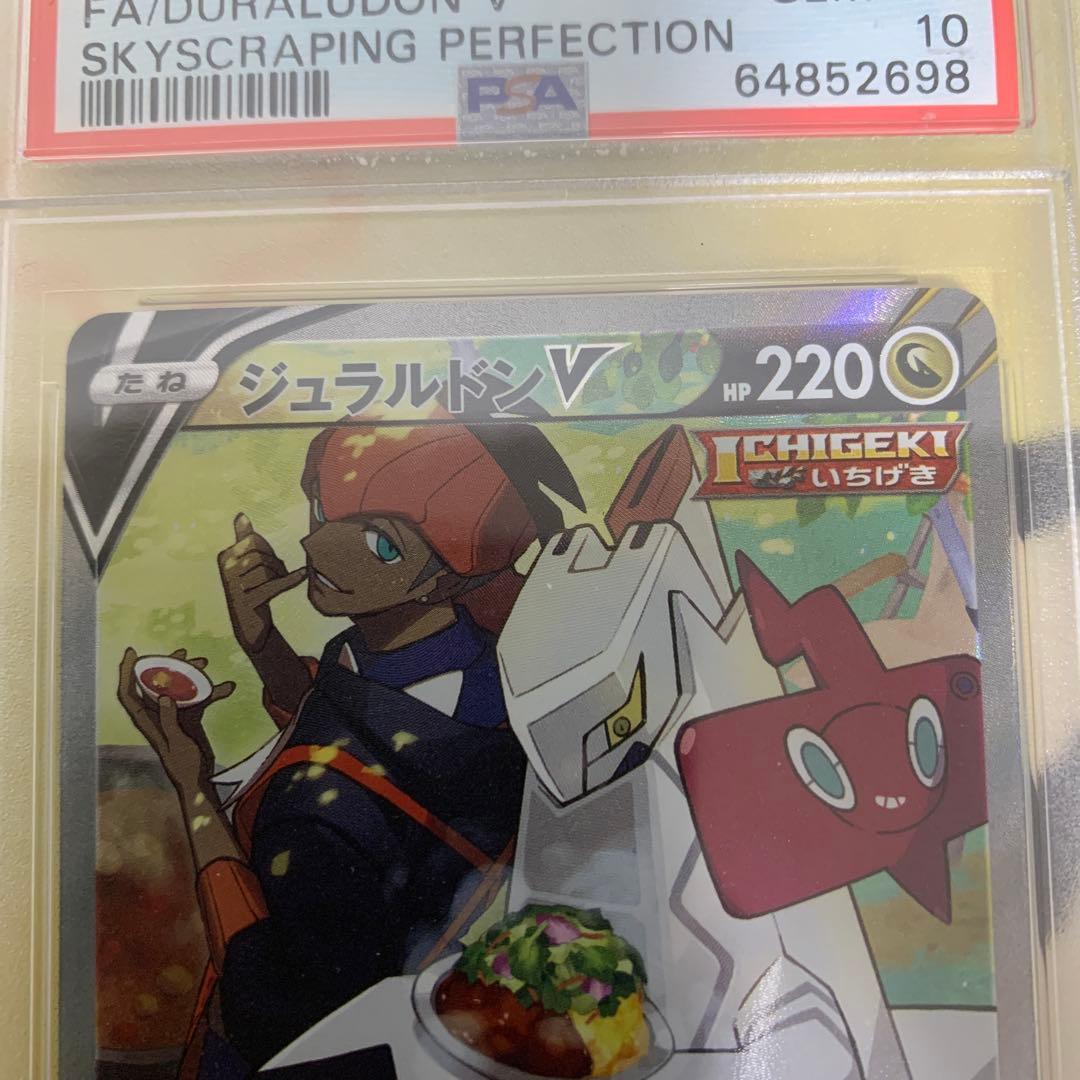 FA/DURALUDON V
SKYSCRAPING PERFECTION
10
PSA
64852698
たね
ジュラルドンV
HP 220
ICHIGEKI
いちげき